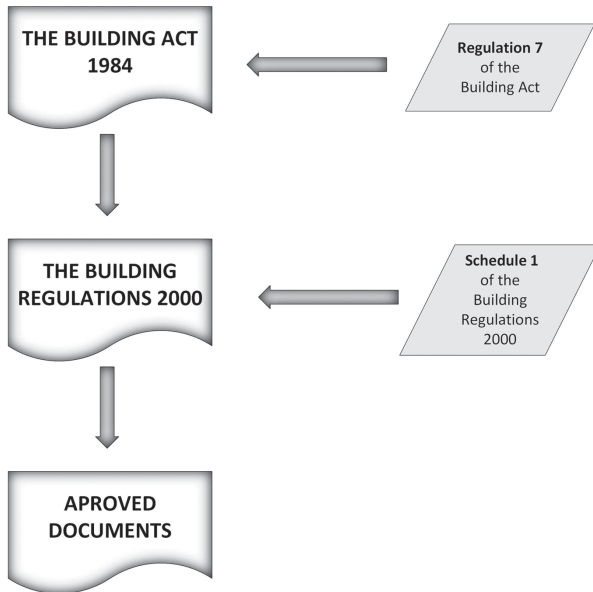 THE BUILDING ACT
1984
Regulation 7
of the
Building Act
THE BUILDING
REGULATIONS 2000
Schedule 1
of the
Building
Regulations
2000
APROVED
DOCUMENTS